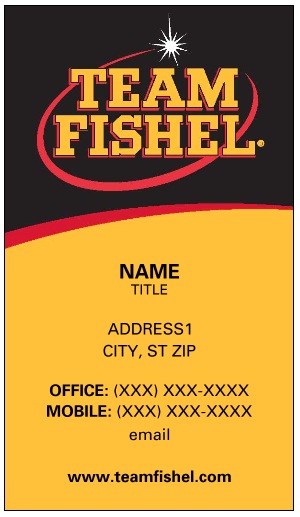 TEAM
FISHEL®
NAME
TITLE
ADDRESS1
CITY, ST ZIP
OFFICE: (XXX) XXX-XXXX
MOBILE: (XXX) XXX-XXXX
email
www.teamfishel.com